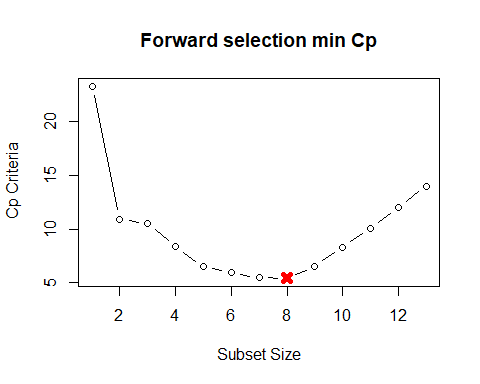 Forward selection min Cp
Cp Criteria
20
15
10
5
2 4 6 8 10 12
Subset Size